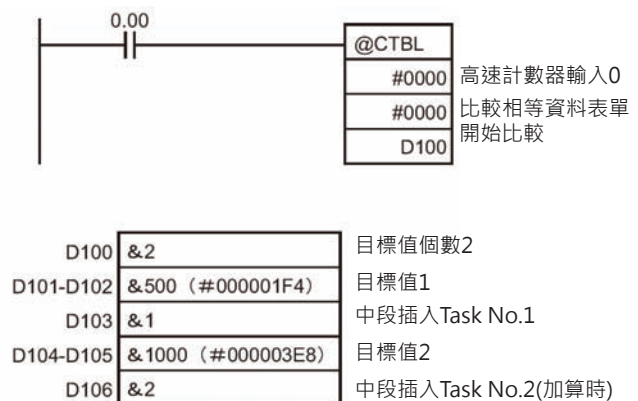 0.00
@CTBL
#0000 高速計數器輸入0
#0000 比較相等資料表單
開始比較
D100
D100 &2 目標值個數2
D101-D102 &500（#000001F4） 目標值1
D103 &1 中段插入Task No.1
D104-D105 &1000（#000003E8） 目標值2
D106 &2 中段插入Task No.2(加算時)